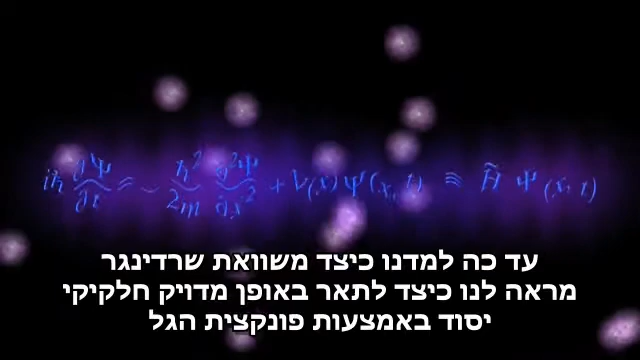 iħ ∂Ψ/∂t = - ħ²/2m ∂²Ψ/∂x² + V(x)Ψ(x, t) ≡ H̃ Ψ(x, t)
עד כה למדנו כיצד משוואת שרדינגר
מראה לנו כיצד לתאר באופן מדויק חלקיקי
יסוד באמצעות פונקצית הגל